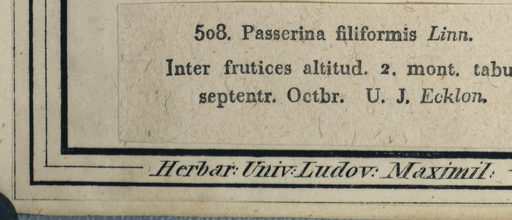 508. Passerina filiformis Linn.
Inter frutices altitud. 2. mont. tabu
septentr. Octbr. U. J. Ecklon.
Herbar: Univ: Ludov: Maximil: